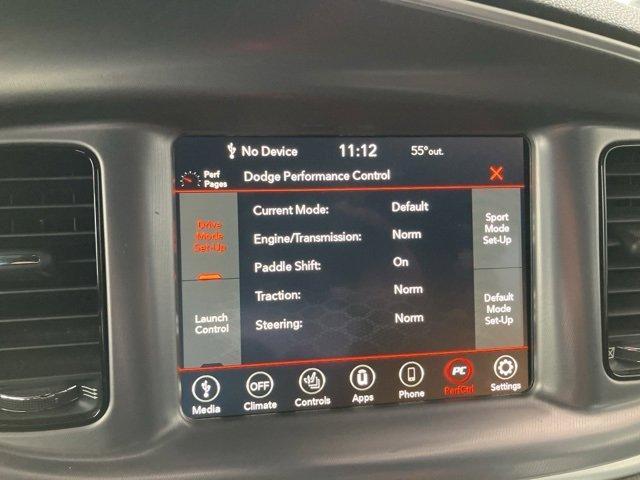 No Device
11:12
55°out.
Perf
Pages
Dodge Performance Control
Drive
Mode
Set-Up
Launch
Control
Current Mode: Default
Engine/Transmission: Norm
Paddle Shift: On
Traction: Norm
Steering: Norm
Sport
Mode
Set-Up
Default
Mode
Set-Up
Media
OFF
Climate
Controls
Apps
Phone
PC
PerfCtrl
Settings